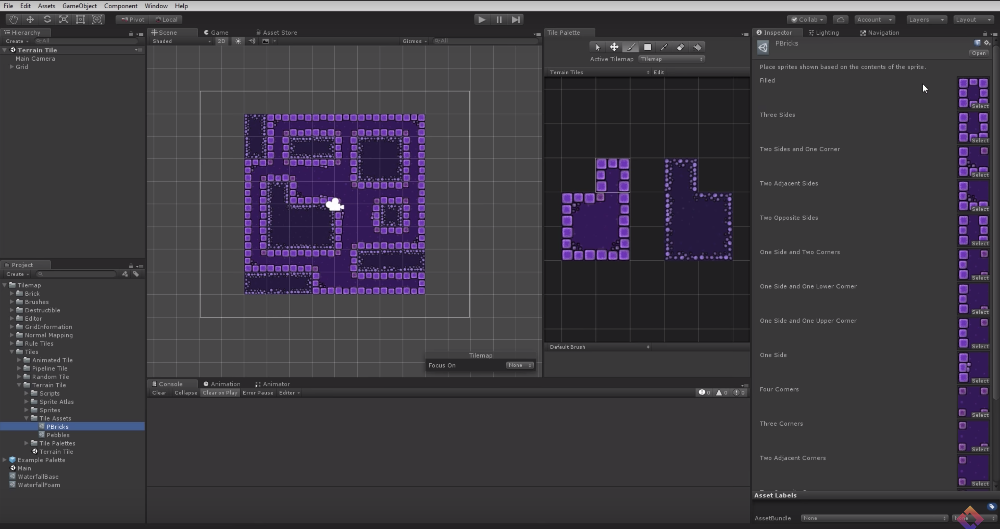 File Edit Assets GameObject Component Window Help
Pivot Local Collab Account Layers Layout
Hierarchy
Create All
Terrain Tile
Main Camera
Grid
Scene Game Asset Store
Shaded 2D Gizmos All
Tilemap
Focus On None
Tile Palette
Active Tilemap Tilemap
Terrain Tiles Edit
Default Brush
Inspector Lighting Navigation
PBricks
Open
Place sprites shown based on the contents of the sprite.
Filled
Select
Three Sides
Select
Two Sides and One Corner
Select
Two Adjacent Sides
Select
Two Opposite Sides
Select
One Side and Two Corners
Select
One Side and One Lower Corner
Select
One Side and One Upper Corner
Select
One Side
Select
Four Corners
Select
Three Corners
Select
Two Adjacent Corners
Select
Asset Labels
AssetBundle None None
Project
Create
Tilemap
Brick
Brushes
Destructible
Editor
GridInformation
Normal Mapping
Rule Tiles
Tiles
Animated Tile
Pipeline Tile
Random Tile
Terrain Tile
Scripts
Sprite Atlas
Sprites
Tile Assets
PBricks
Pebbles
Tile Palettes
Terrain Tile
Example Palette
Main
WaterfallBase
WaterfallFoam
Console Animation Animator
Clear Collapse Clear on Play Error Pause Editor 0 0 0